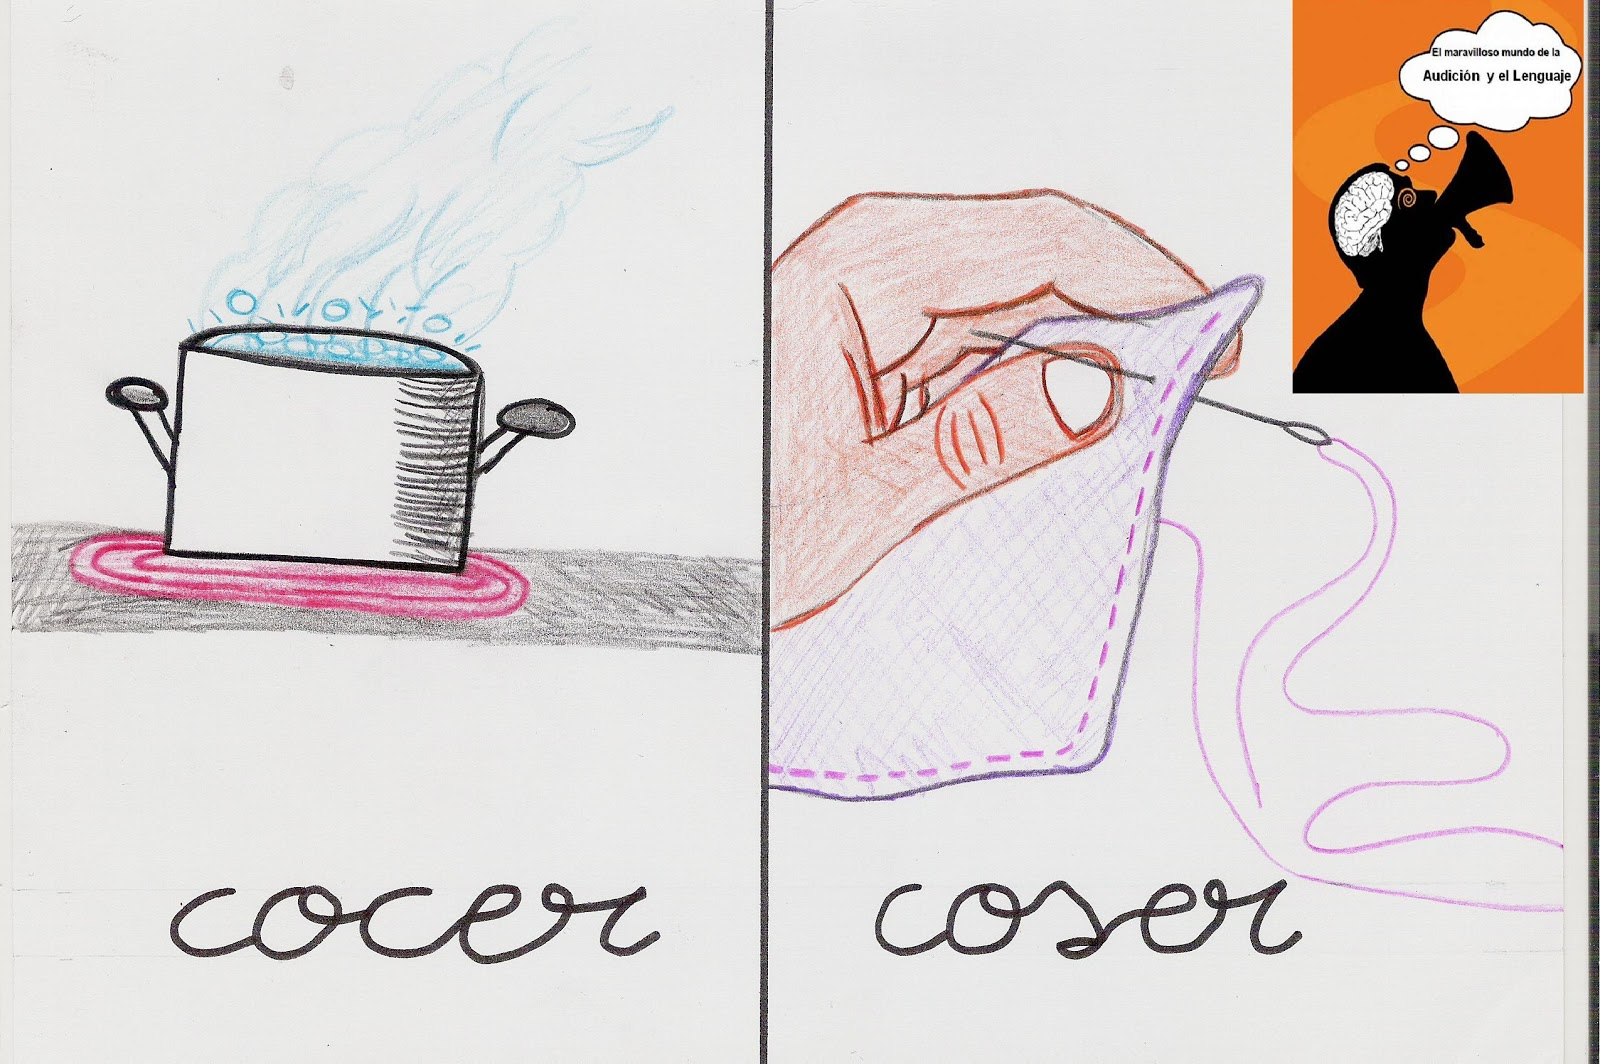 El maravilloso mundo de la
Audición y el Lenguaje
cocer
coser